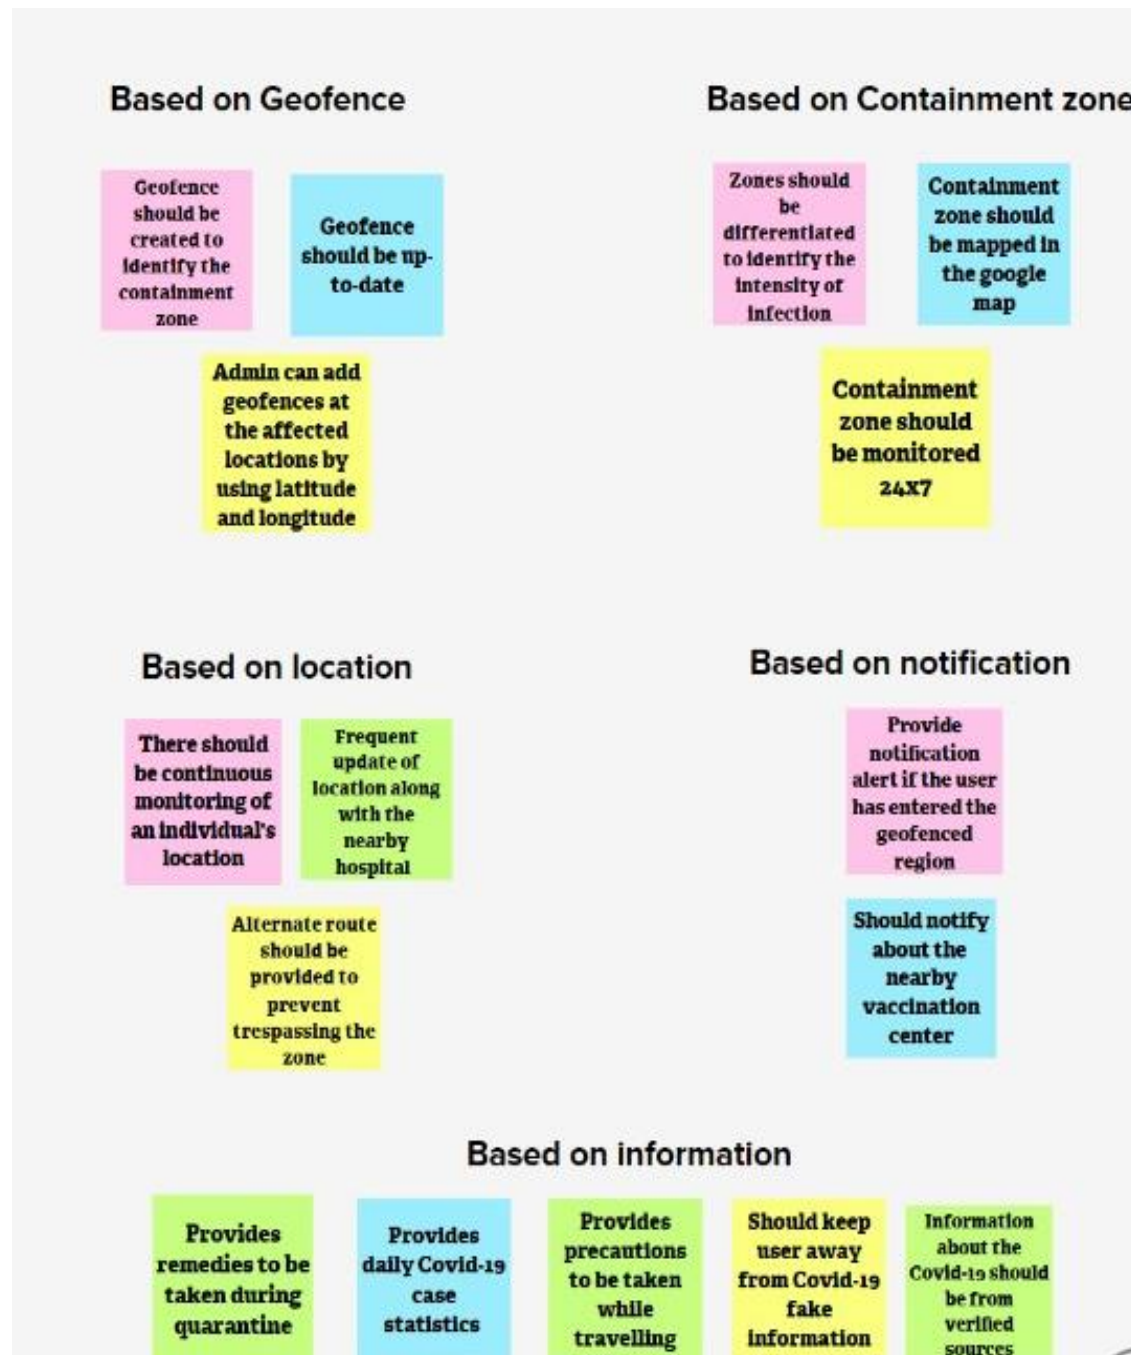 Based on Geofence
Geofence
should be
created to
identify the
containment
zone
Geofence
should be up-
to-date
Admin can add
geofences at
the affected
locations by
using latitude
and longitude
Based on Containment zone
Zones should
be
differentiated
to identify the
intensity of
infection
Containment
zone should
be mapped in
the google
map
Containment
zone should
be monitored
24x7
Based on location
There should
be continuous
monitoring of
an individual's
location
Frequent
update of
location along
with the
nearby
hospital
Alternate route
should be
provided to
prevent
trespassing the
zone
Based on notification
Provide
notification
alert if the user
has entered the
geofenced
region
Should notify
about the
nearby
vaccination
center
Based on information
Provides
remedies to be
taken during
quarantine
Provides
daily Covid-19
case
statistics
Provides
precautions
to be taken
while
travelling
Should keep
user away
from Covid-19
fake
information
Information
about the
Covid-19 should
be from
verified
sources